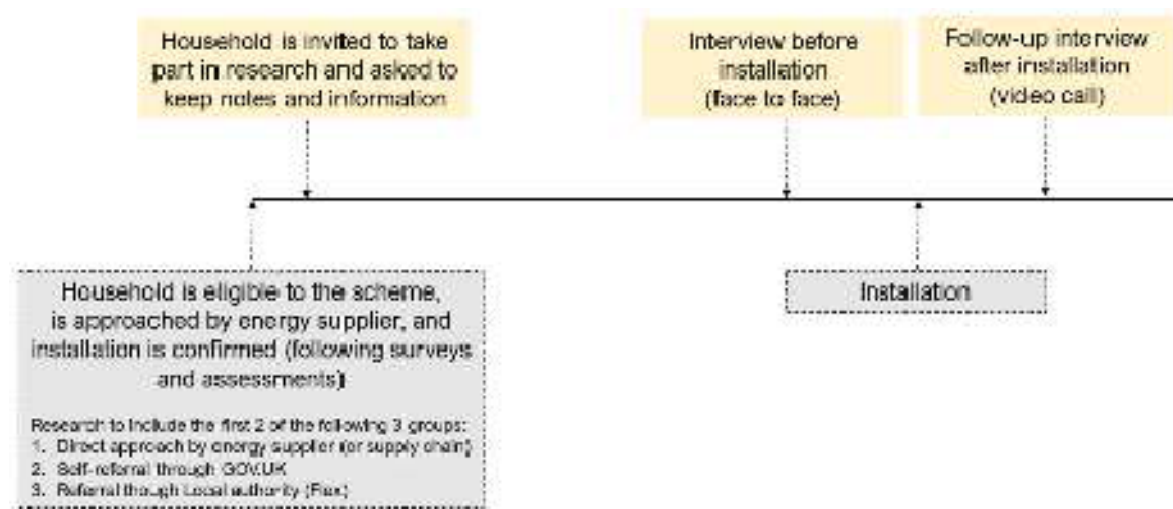 Household is invited to take
part in research and asked to
keep notes and information
Interview before
installation
(face to face)
Follow-up interview
after installation
(video call)
Household is eligible to the scheme,
is approached by energy supplier, and
installation is confirmed (following surveys
and assessments)
Research to include the first 2 of the following 3 groups:
1. Direct approach by energy supplier (or supply chain)
2. Self-referral through GOV.UK
3. Referral though Local authority (Flex)
Installation